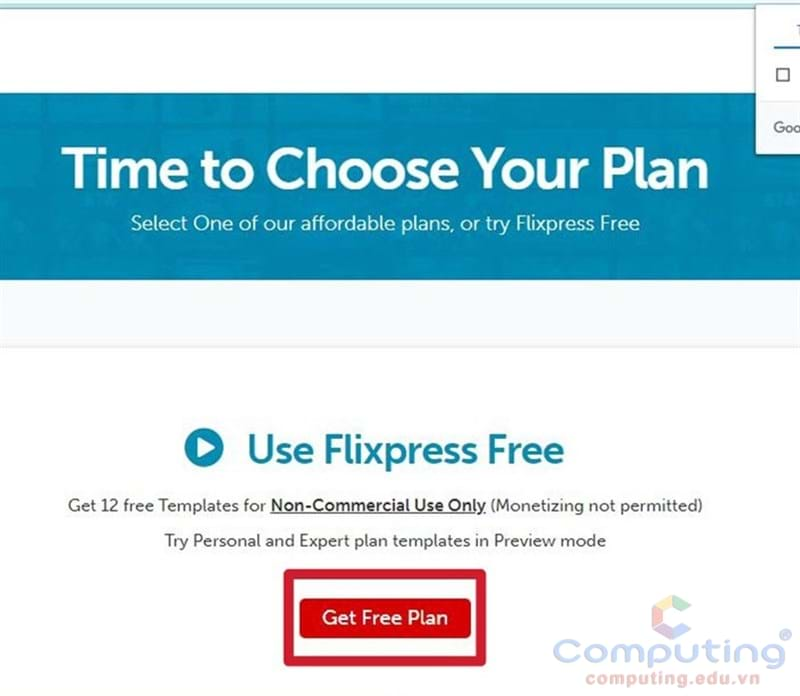 Time to Choose Your Plan
Select One of our affordable plans, or try Flixpress Free
Use Flixpress Free
Get 12 free Templates for Non-Commercial Use Only (Monetizing not permitted)
Try Personal and Expert plan templates in Preview mode
Get Free Plan
Computing®
computing.edu.vn